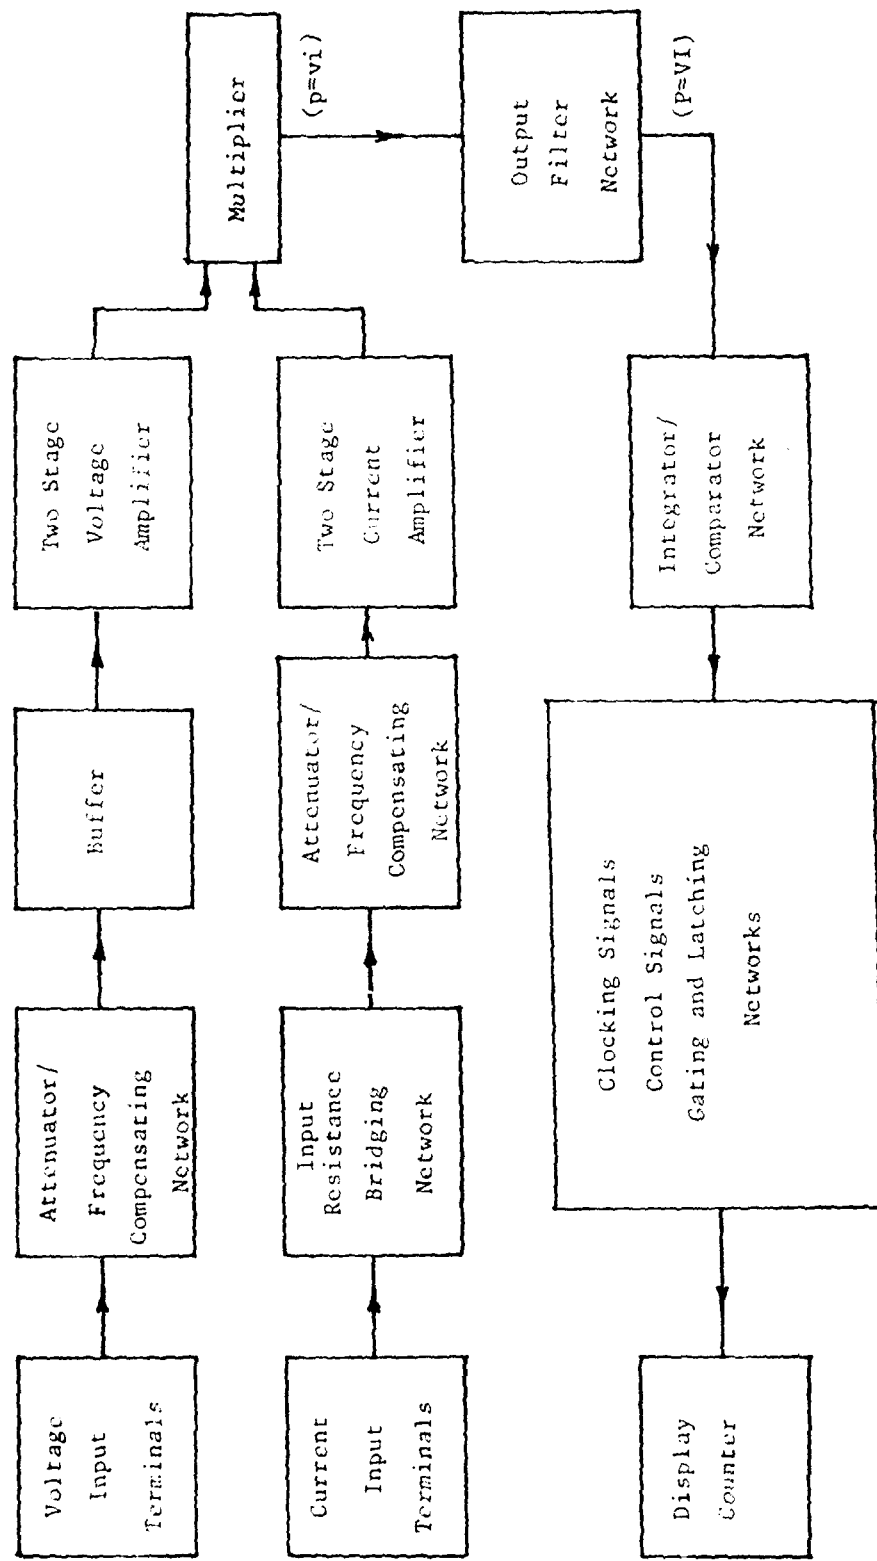 Voltage
Input
Terminals
Attenuator/
Frequency
Compensating
Network
Buffer
Two Stage
Voltage
Amplifier
Multiplier
(p=vi)
Current
Input
Terminals
Input
Resistance
Bridging
Network
Attenuator/
Frequency
Compensating
Network
Two Stage
Current
Amplifier
Output
Filter
Network
(P=VI)
Integrator/
Comparator
Network
Clocking Signals
Control Signals
Gating and Latching
Networks
Display
Counter